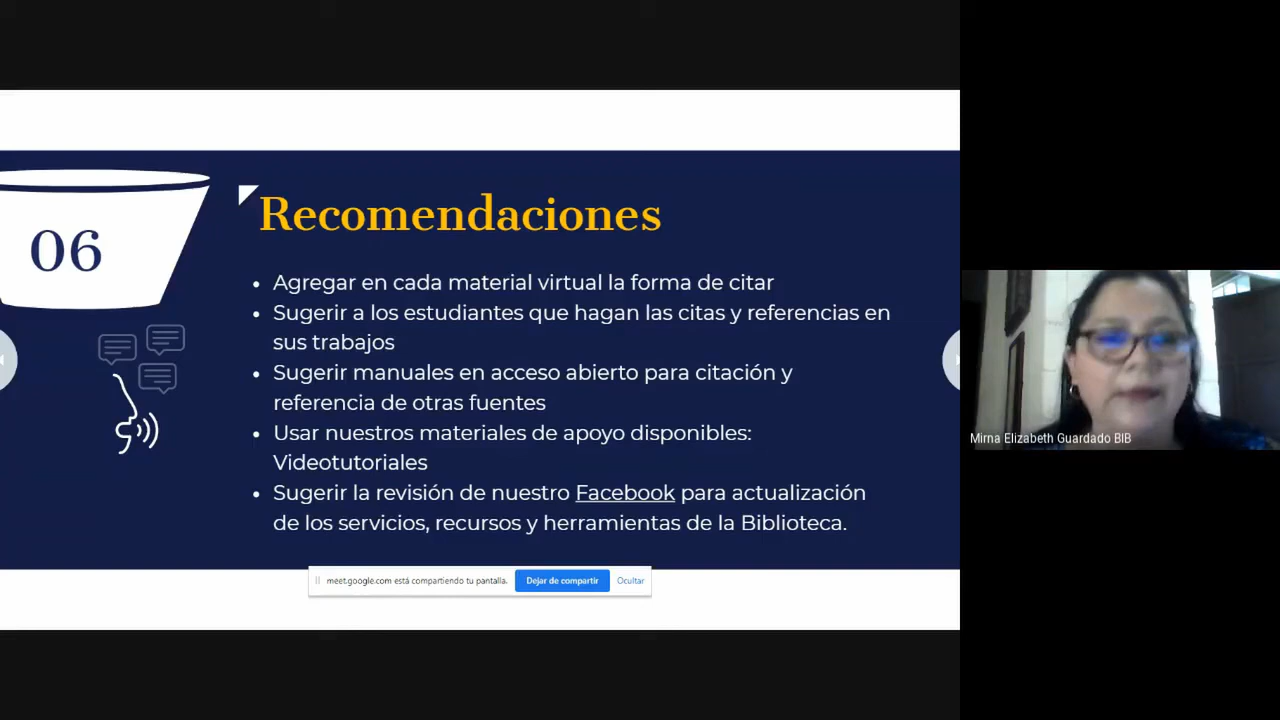 06
Recomendaciones
• Agregar en cada material virtual la forma de citar
• Sugerir a los estudiantes que hagan las citas y referencias en
sus trabajos
• Sugerir manuales en acceso abierto para citación y
referencia de otras fuentes
• Usar nuestros materiales de apoyo disponibles:
Videotutoriales
• Sugerir la revisión de nuestro Facebook para actualización
de los servicios, recursos y herramientas de la Biblioteca.
meet.google.com está compartiendo tu pantalla. Dejar de compartir Ocultar
Mirna Elizabeth Guardado BIB